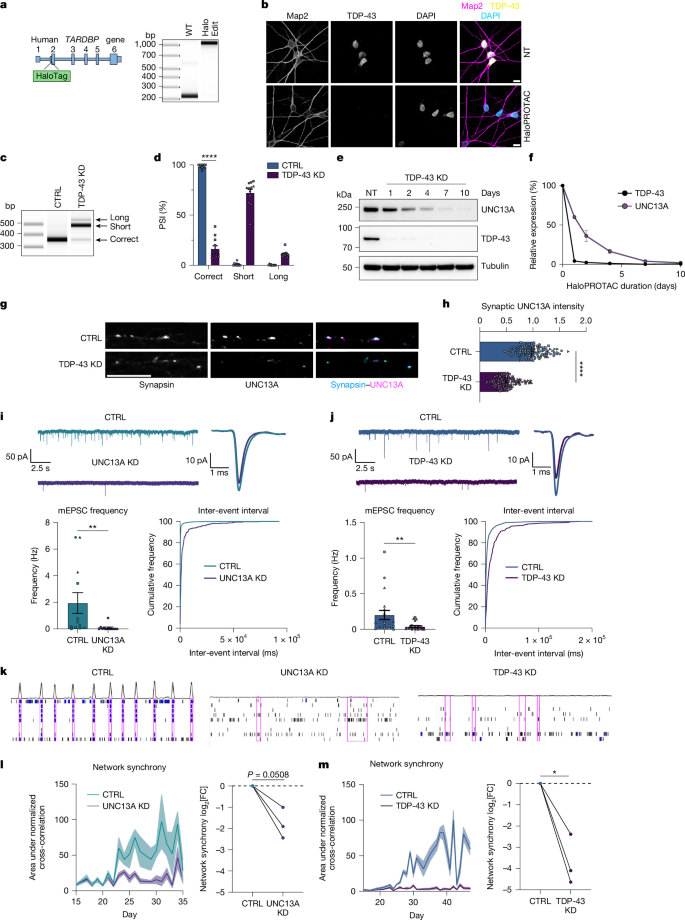 a
Human TARDBP gene
1 2 3 4 5 6
HaloTag
bp
WT
Halo Edit
1,000
800
600
400
300
200
b
Map2
TDP-43
DAPI
Map2 TDP-43
DAPI
NT
HaloPROTAC
c
bp
CTRL
TDP-43 KD
500
400
300
Long
Short
Correct
d
PSI (%)
100
50
0
****
CTRL
TDP-43 KD
Correct
Short
Long
e
TDP-43 KD
kDa
NT 1 2 4 7 10 Days
250
UNC13A
100
70
TDP-43
50
Tubulin
f
Relative expression (%)
100
80
60
40
20
0
TDP-43
UNC13A
0 5 10
HaloPROTAC duration (days)
g
CTRL
TDP-43 KD
Synapsin
UNC13A
Synapsin–UNC13A
h
Synaptic UNC13A intensity
0 0.5 1.0 1.5 2.0
CTRL
TDP-43
KD
****
i
CTRL
50 pA
2.5 s
UNC13A KD
10 pA
1 ms
mEPSC frequency
Frequency (Hz)
8
6
4
2
0
**
CTRL
UNC13A
KD
Inter-event interval
Cumulative frequency
100
80
60
40
20
0
CTRL
UNC13A KD
0
5 × 10⁴
1 × 10⁵
Inter-event interval (ms)
j
CTRL
50 pA
2.5 s
TDP-43 KD
10 pA
1 ms
mEPSC frequency
Frequency (Hz)
1.5
1.0
0.5
0
**
CTRL
TDP-43
KD
Inter-event interval
Cumulative frequency
100
80
60
40
20
0
CTRL
TDP-43 KD
0
1 × 10⁵
2 × 10⁵
Inter-event interval (ms)
k
CTRL
UNC13A KD
TDP-43 KD
l
Network synchrony
Area under normalized
cross-correlation
150
100
50
0
CTRL
UNC13A KD
15 20 25 30 35
Day
P = 0.0508
Network synchrony log₂[FC]
0
−1
−2
−3
−4
−5
CTRL
UNC13A
KD
m
Network synchrony
Area under normalized
cross-correlation
150
100
50
0
CTRL
TDP-43 KD
20 30 40
Day
*
Network synchrony log₂[FC]
0
−1
−2
−3
−4
−5
CTRL
TDP-43
KD